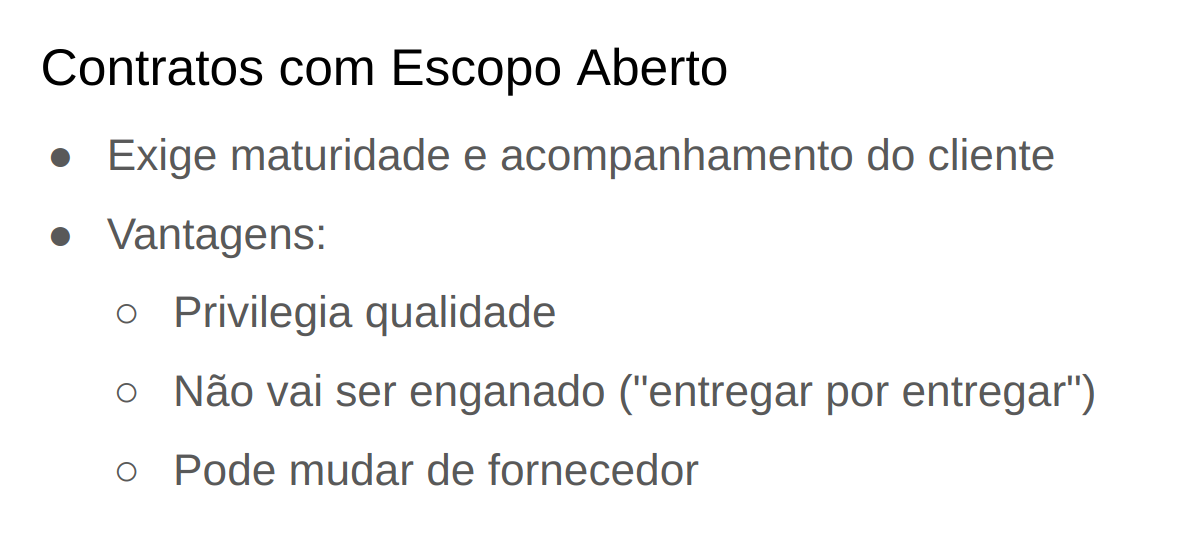 Contratos com Escopo Aberto
● Exige maturidade e acompanhamento do cliente
● Vantagens:
○ Privilegia qualidade
○ Não vai ser enganado ("entregar por entregar")
○ Pode mudar de fornecedor